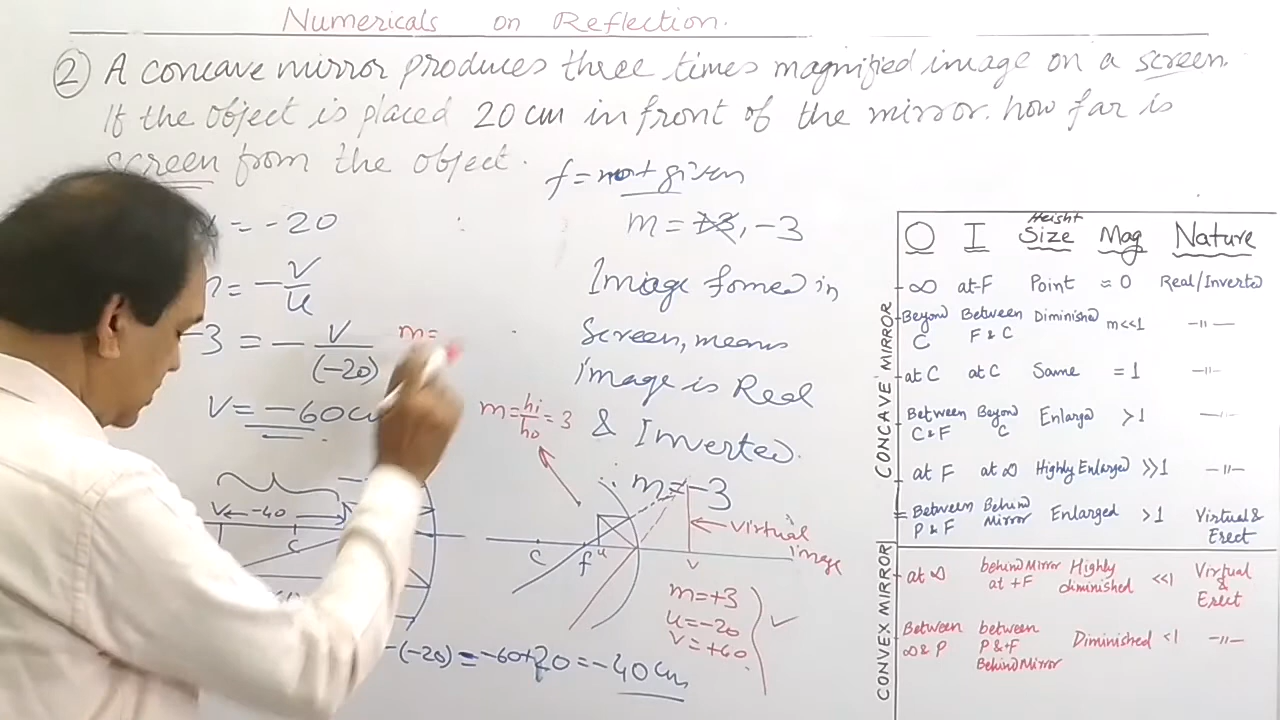 Numericals on Reflection.
② A concave mirror produces three times magnified image on a screen.
If the object is placed 20 cm in front of the mirror. how far is
screen from the object.
f = not given
= -20
m = +3, -3
= - v/u
Image fomed in
-3 = - v/(-20)
m =
Screen, means
image is Real
v = -60 cm
m = hi/ho = 3
& Inverted.
∴ m = -3
v
-40
C
C
f
u
v
virtual
image
m = +3
u = -20
v = +60
✓
-(-20) = -60+20 = -40 cm
O I Height Size Mag Nature
CONCAVE MIRROR
∞ at F Point ≈ 0 Real/Inverted
Beyond C Between F & C Diminished m<<1 -"-
at C at C Same = 1 -"-
Between C & F Beyond C Enlarged >1 -"-
at F at ∞ Highly Enlarged >>1 -"-
Between P & F Behind Mirror Enlarged >1 Virtual & Erect
CONVEX MIRROR
at ∞ behind Mirror at +F Highly diminished <<1 Virtual & Erect
Between ∞ & P between P & F Behind Mirror Diminished <1 -"-